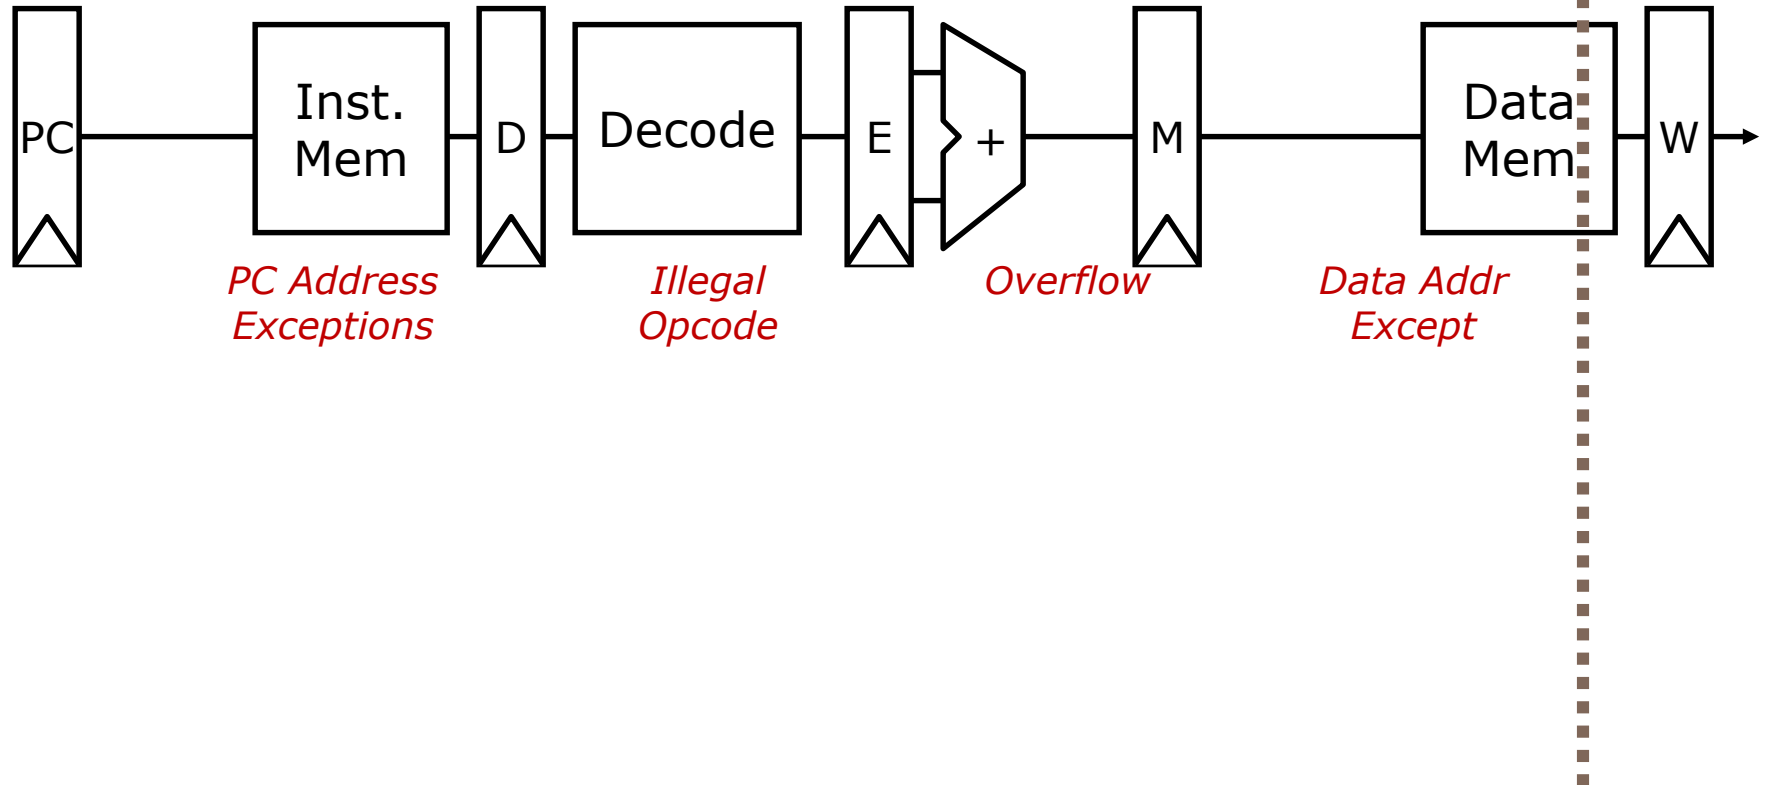 PC
Inst.
Mem
D
Decode
E
+
M
Data
Mem
W
PC Address
Exceptions
Illegal
Opcode
Overflow
Data Addr
Except